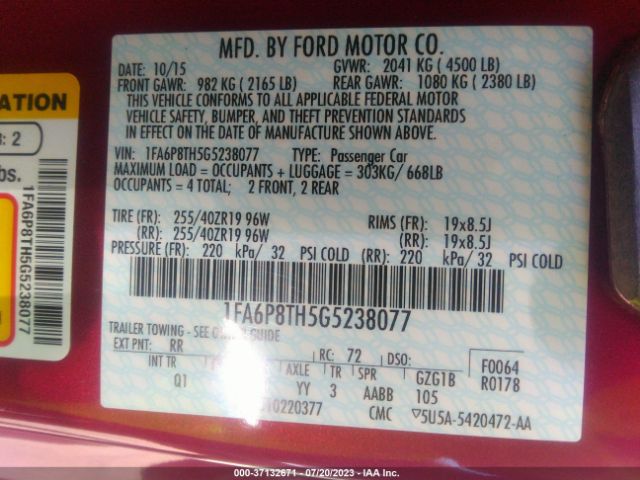 MFD. BY FORD MOTOR CO.
DATE: 10/15 GVWR: 2041 KG (4500 LB)
FRONT GAWR: 982 KG (2165 LB) REAR GAWR: 1080 KG (2380 LB)
THIS VEHICLE CONFORMS TO ALL APPLICABLE FEDERAL MOTOR
VEHICLE SAFETY, BUMPER, AND THEFT PREVENTION STANDARDS
IN EFFECT ON THE DATE OF MANUFACTURE SHOWN ABOVE.
VIN: 1FA6P8TH5G5238077 TYPE: Passenger Car
MAXIMUM LOAD = OCCUPANTS + LUGGAGE = 303KG/ 668LB
OCCUPANTS = 4 TOTAL; 2 FRONT, 2 REAR
TIRE (FR): 255/40ZR19 96W RIMS (FR): 19x8.5J
(RR): 255/40ZR19 96W (RR): 19x8.5J
PRESSURE (FR): 220 kPa/ 32 PSI COLD (RR): 220 kPa/ 32 PSI COLD
1FA6P8TH5G5238077
TRAILER TOWING - SEE GUIDE
EXT PNT: RR RC: 72 DSO: F0064
INT TR AXLE TR SPR R0178
Q1 YY 3 AABB GZG1B
105
10220377 CMC ▽5U5A-5420472-AA
ATION
: 2
bs.
1FA6P8TH5G5238077
000-37132671 - 07/20/2023 - IAA Inc.